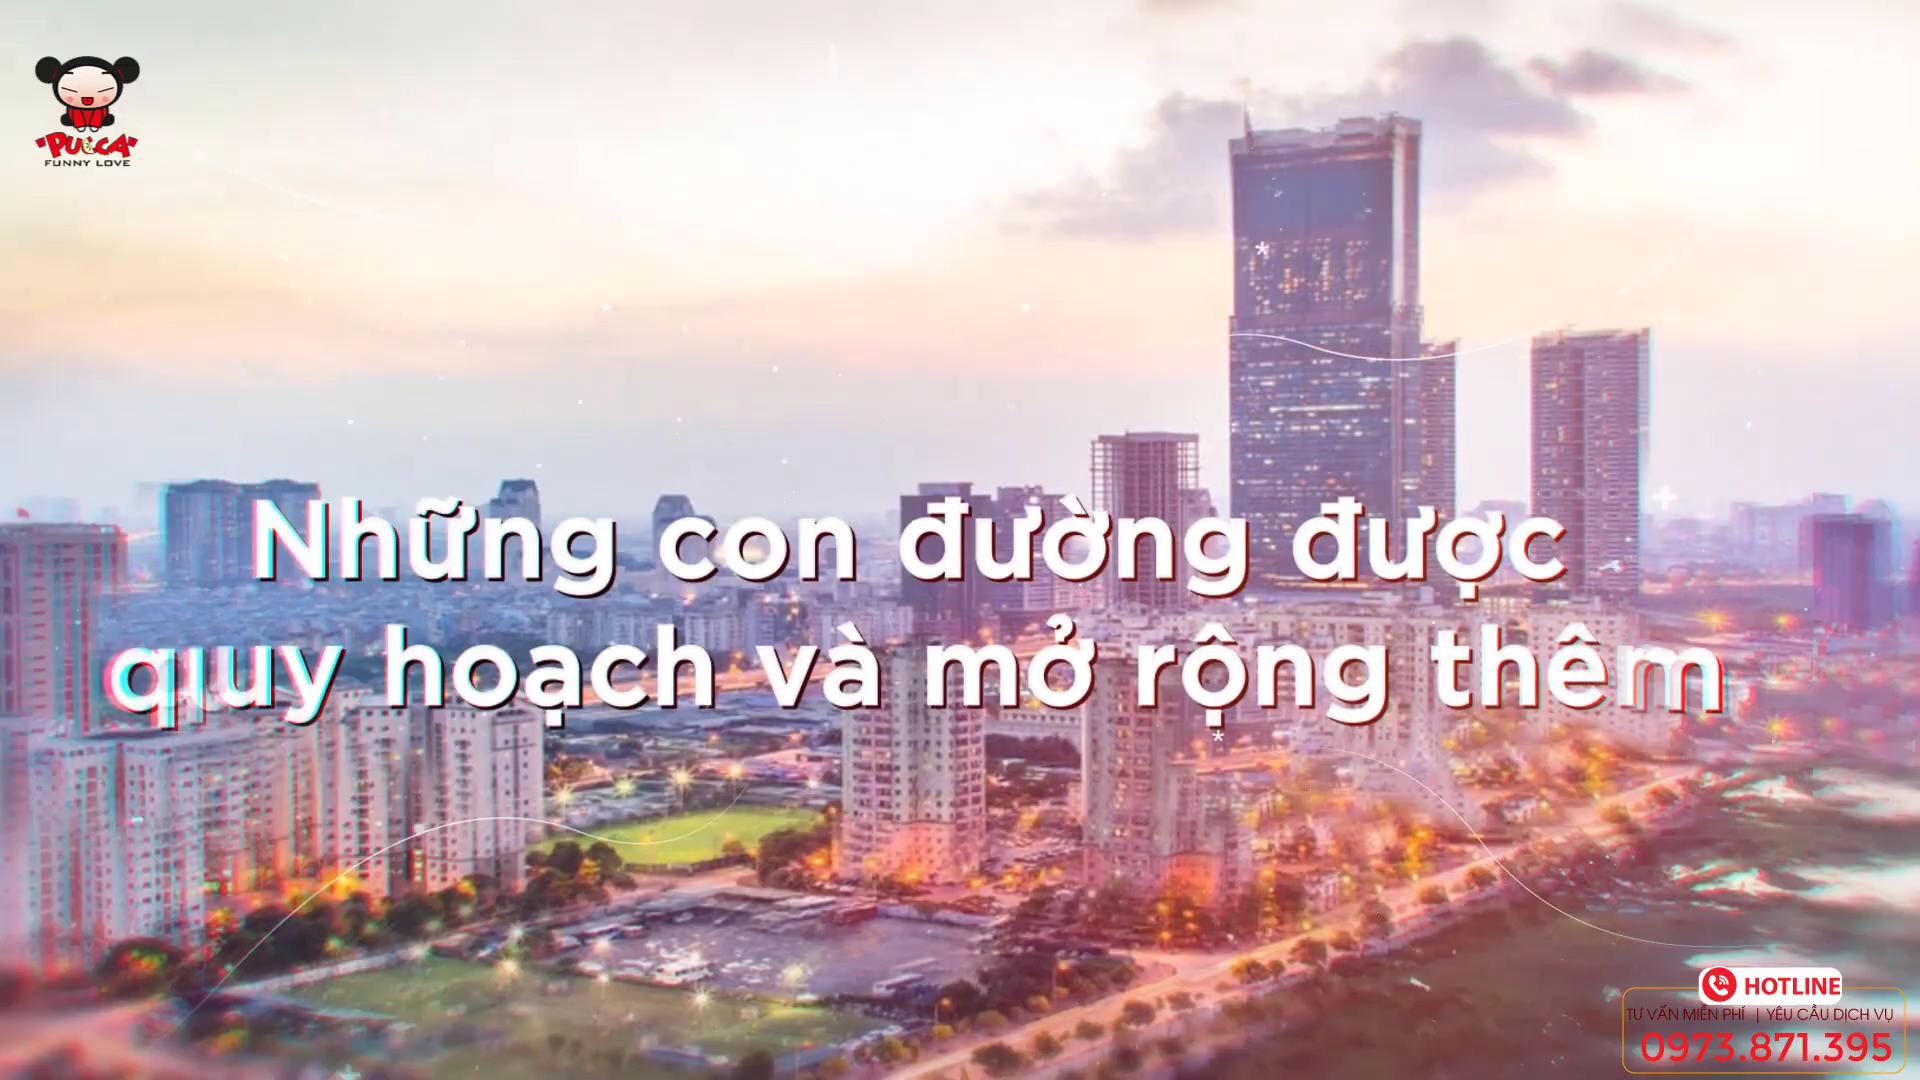 "PUCCA"
FUNNY LOVE
Những con đường được
quy hoạch và mở rộng thêm
HOTLINE
TƯ VẤN MIỄN PHÍ | YÊU CẦU DỊCH VỤ
0973.871.395